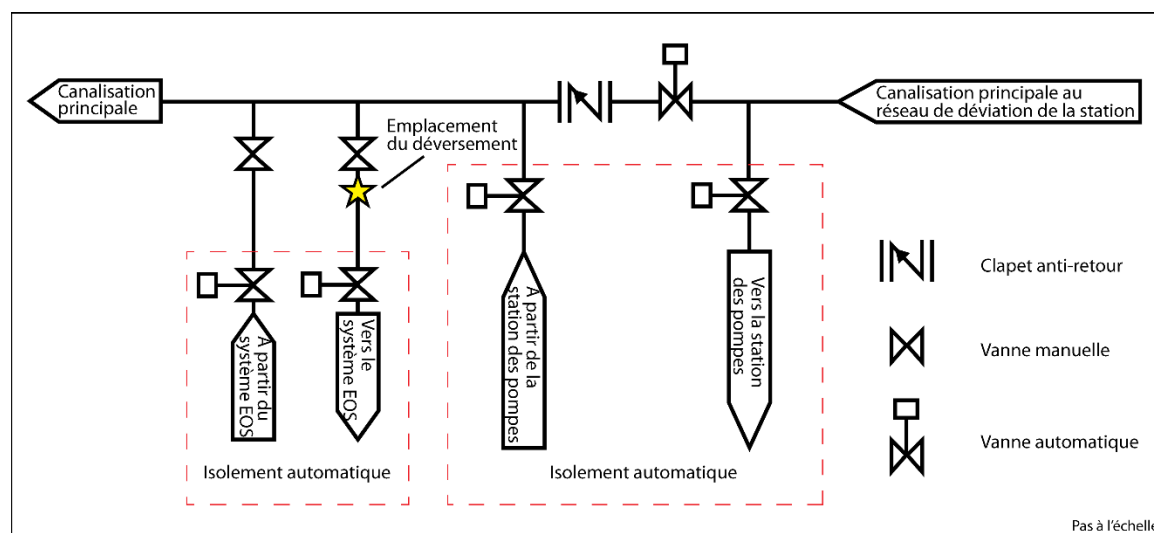 Canalisation
principale
Emplacement
du déversement
Canalisation principale au
réseau de déviation de la station
À partir du
système EOS
Vers le
système EOS
À partir de la
station des pompes
Vers la station
des pompes
Isolement automatique
Isolement automatique
Clapet anti-retour
Vanne manuelle
Vanne automatique
Pas à l'échelle